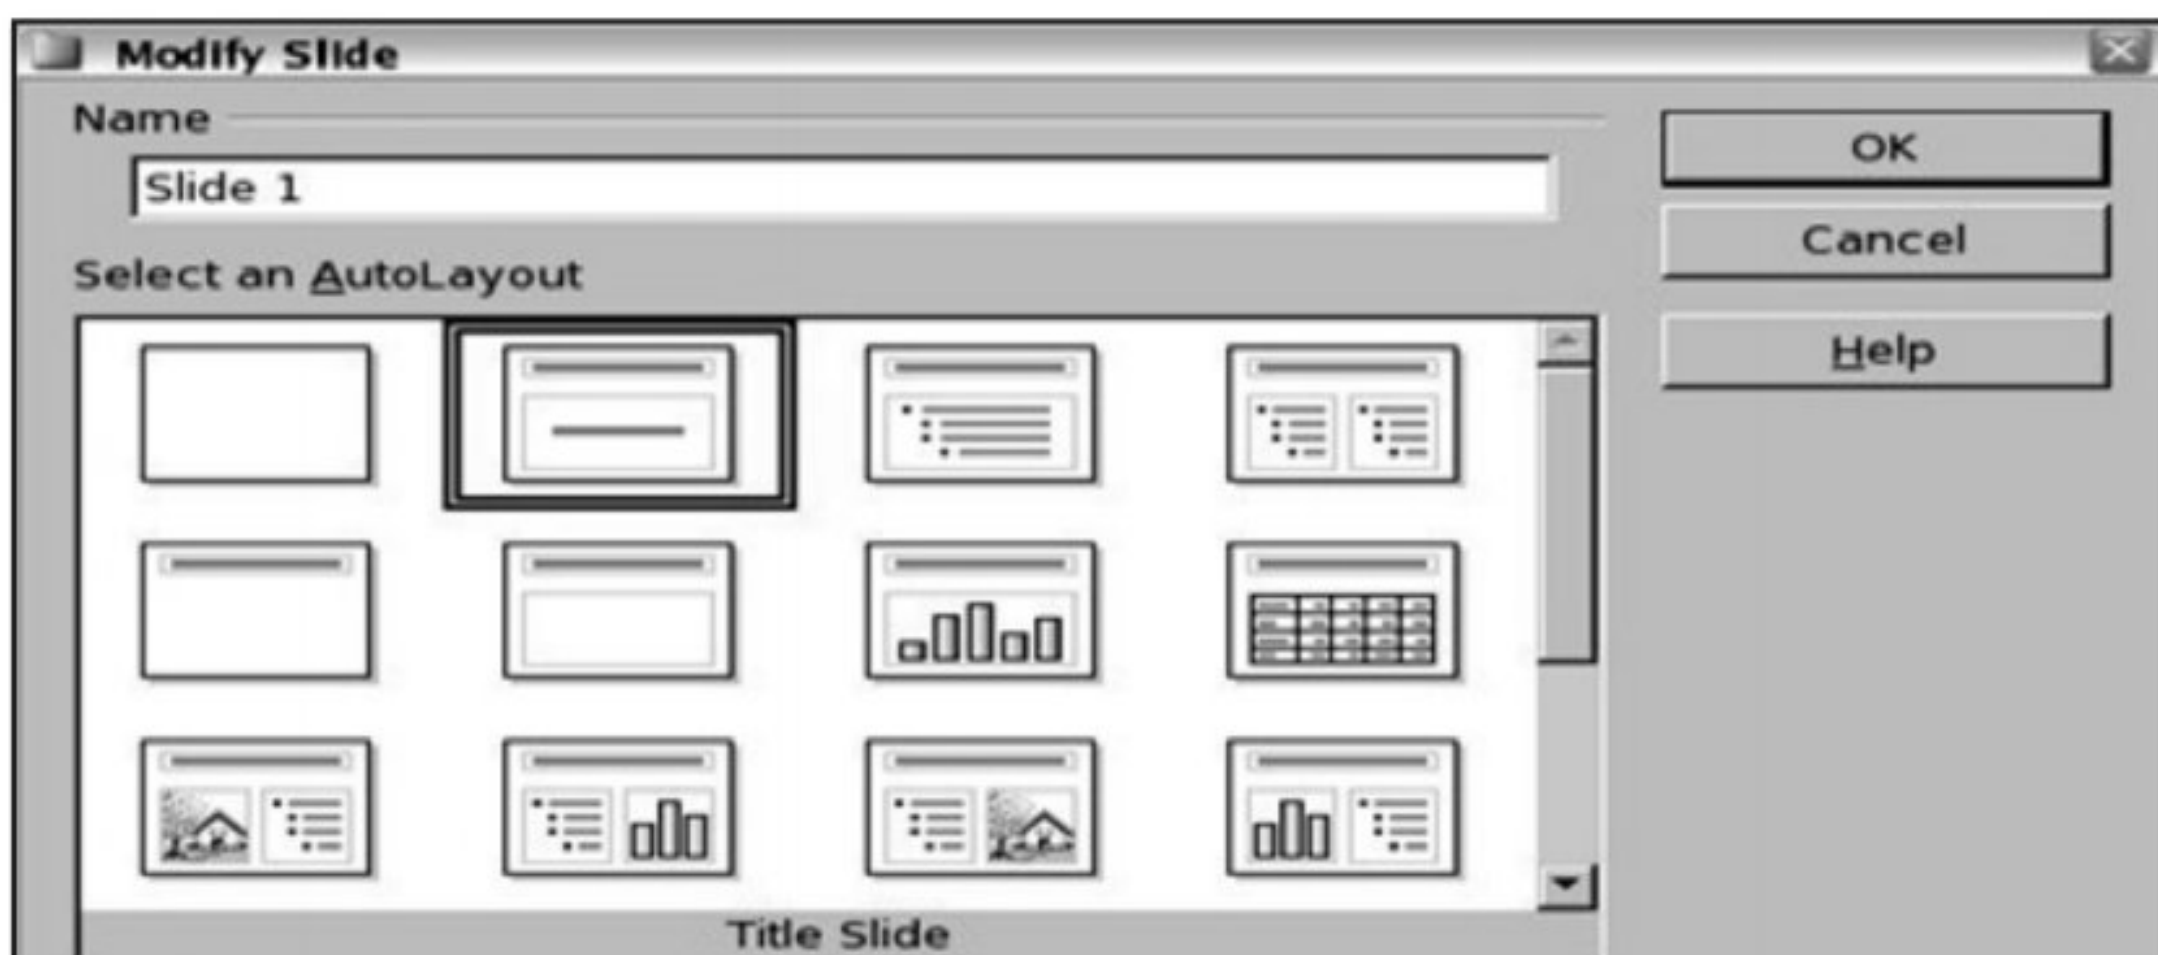 Modify Slide
Name
Slide 1
Select an AutoLayout
Title Slide
OK
Cancel
Help